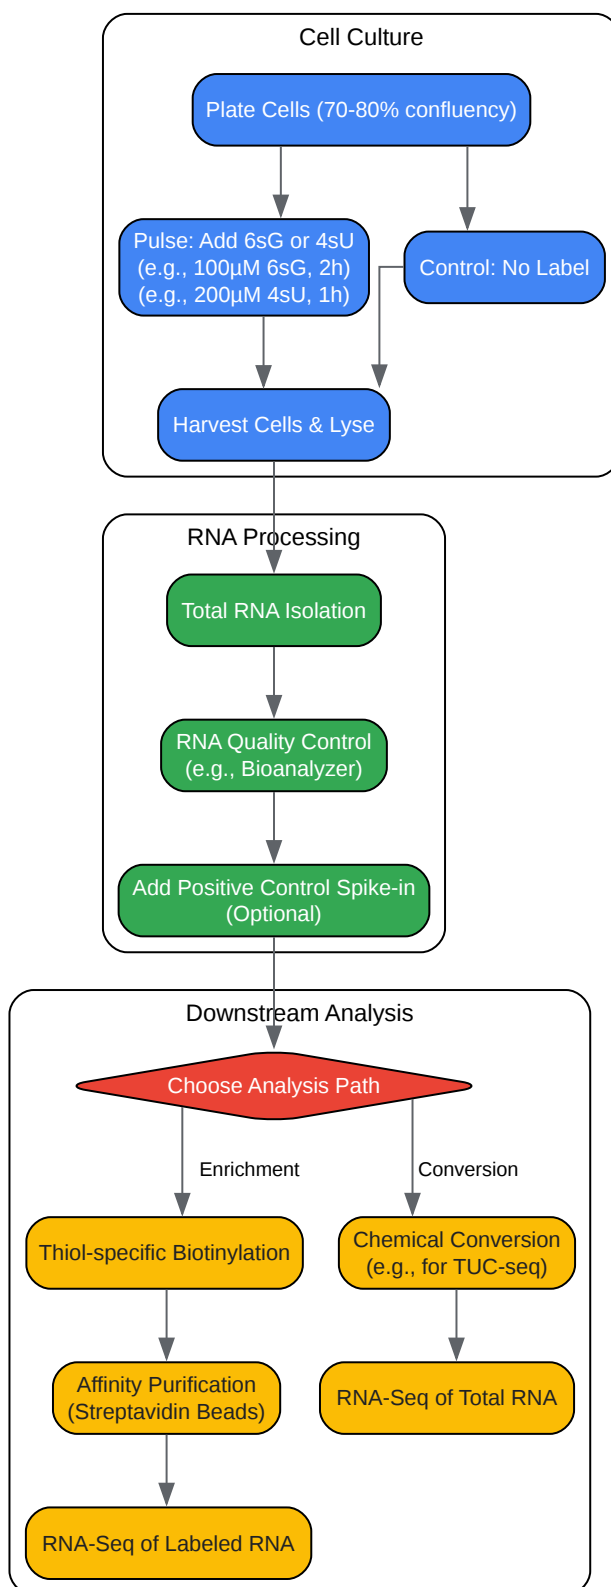 Cell Culture
Plate Cells (70-80% confluency)
Pulse: Add 6sG or 4sU
(e.g., 100µM 6sG, 2h)
(e.g., 200µM 4sU, 1h)
Control: No Label
Harvest Cells & Lyse
RNA Processing
Total RNA Isolation
RNA Quality Control
(e.g., Bioanalyzer)
Add Positive Control Spike-in
(Optional)
Downstream Analysis
Choose Analysis Path
Enrichment
Conversion
Thiol-specific Biotinylation
Chemical Conversion
(e.g., for TUC-seq)
Affinity Purification
(Streptavidin Beads)
RNA-Seq of Total RNA
RNA-Seq of Labeled RNA